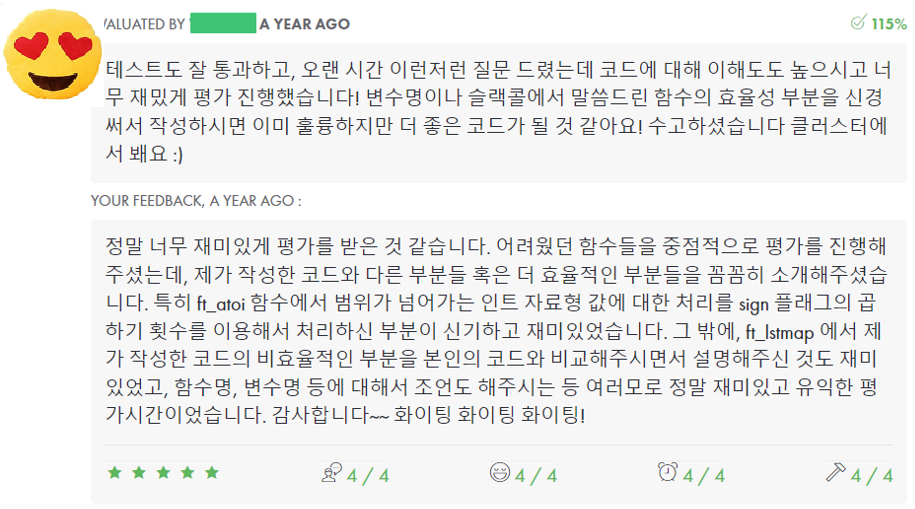 VALUATED BY A YEAR AGO
115%
테스트도 잘 통과하고, 오랜 시간 이런저런 질문 드렸는데 코드에 대해 이해도도 높으시고 너
무 재밌게 평가 진행했습니다! 변수명이나 슬랙콜에서 말씀드린 함수의 효율성 부분을 신경
써서 작성하시면 이미 훌륭하지만 더 좋은 코드가 될 것 같아요! 수고하셨습니다 클러스터에
서 봬요 :)
YOUR FEEDBACK, A YEAR AGO :
정말 너무 재미있게 평가를 받은 것 같습니다. 어려웠던 함수들을 중점적으로 평가를 진행해
주셨는데, 제가 작성한 코드와 다른 부분들 혹은 더 효율적인 부분들을 꼼꼼히 소개해주셨습
니다. 특히 ft_atoi 함수에서 범위가 넘어가는 인트 자료형 값에 대한 처리를 sign 플래그의 곱
하기 횟수를 이용해서 처리하신 부분이 신기하고 재미있었습니다. 그 밖에, ft_lstmap 에서 제
가 작성한 코드의 비효율적인 부분을 본인의 코드와 비교해주시면서 설명해주신 것도 재미
있었고, 함수명, 변수명 등에 대해서 조언도 해주시는 등 여러모로 정말 재미있고 유익한 평
가시간이었습니다. 감사합니다~~ 화이팅 화이팅 화이팅!
4 / 4
4 / 4
4 / 4
4 / 4